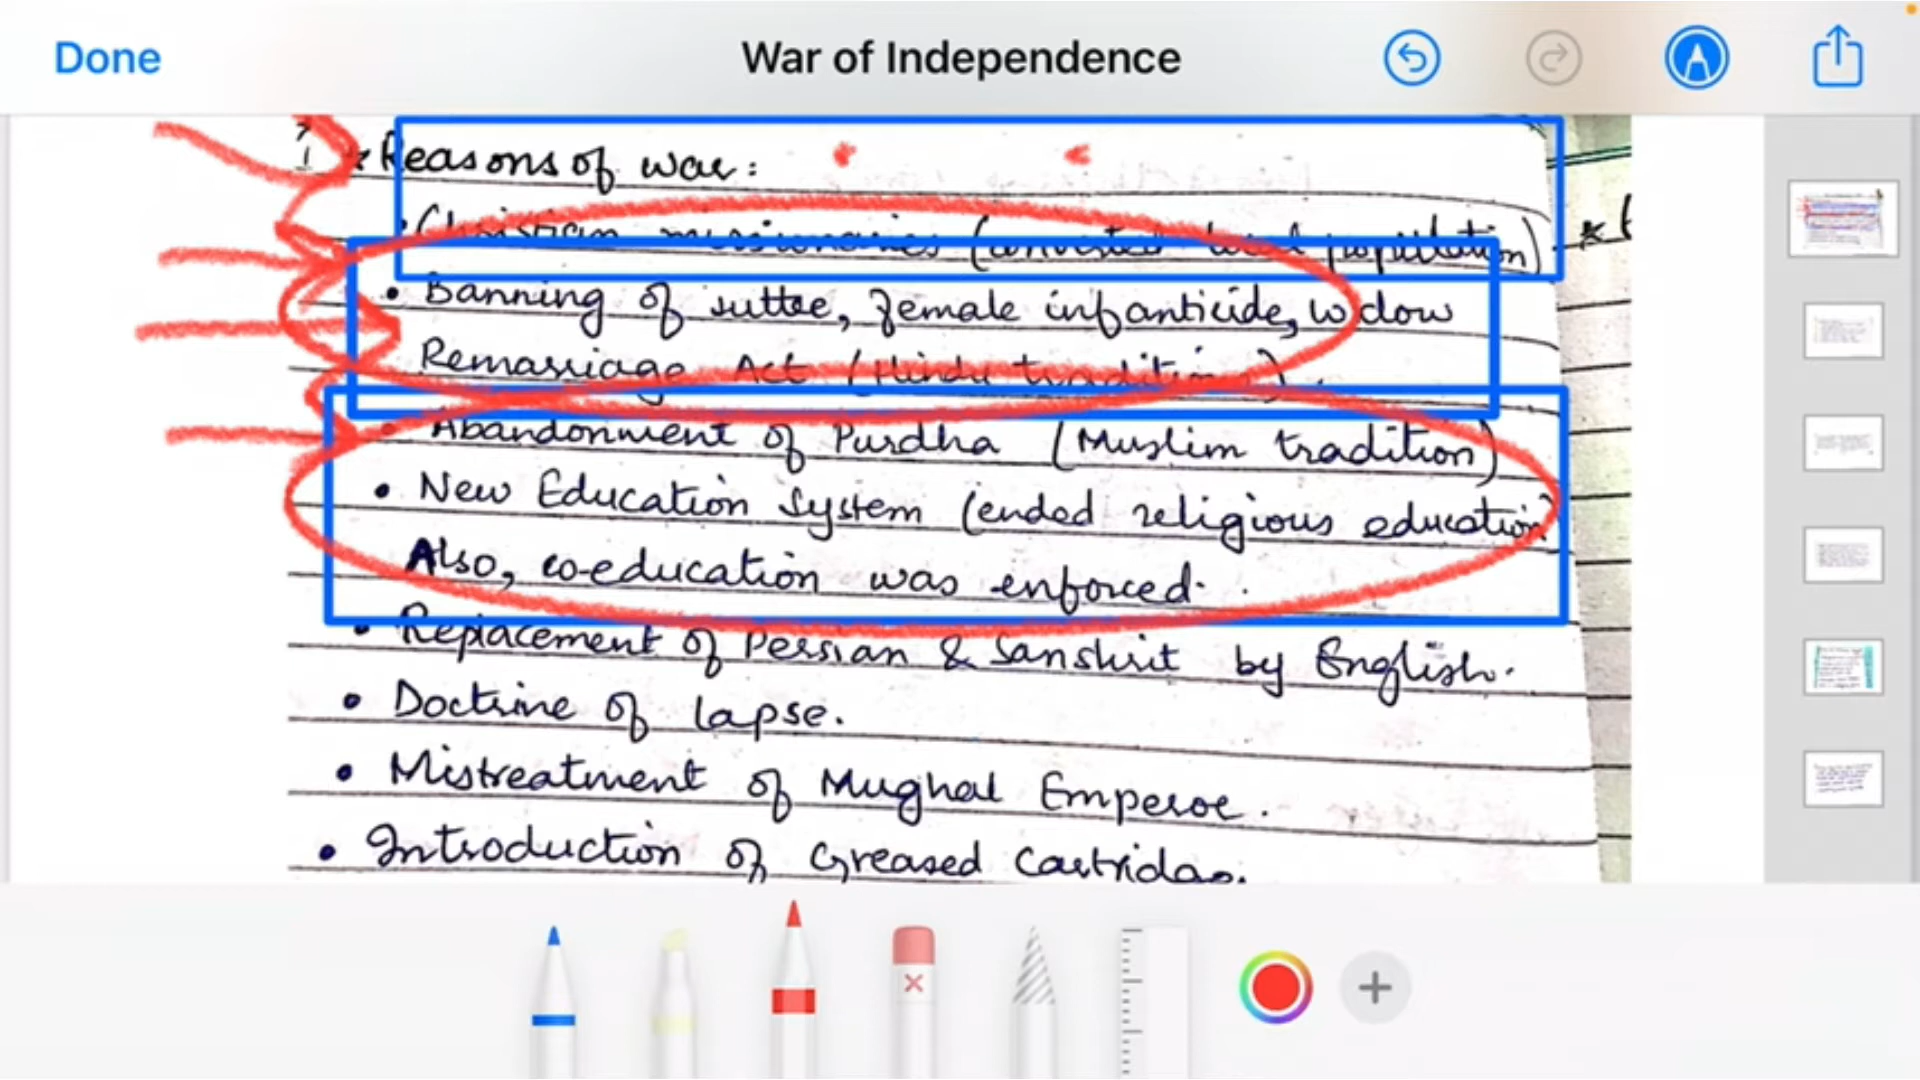 Done
War of Independence
* Reasons of war:
• Christian missionaries (converted local population).
• Banning of suttee, female infanticide, widow
Remarriage Act (Hindu traditions).
• Abandonment of Purdha (Muslim tradition)
• New Education System (ended religious education)
Also, co-education was enforced.
• Replacement of Persian & Sanskrit by English.
• Doctrine of lapse.
• Mistreatment of Mughal Emperor.
• Introduction of Greased Cartridge.